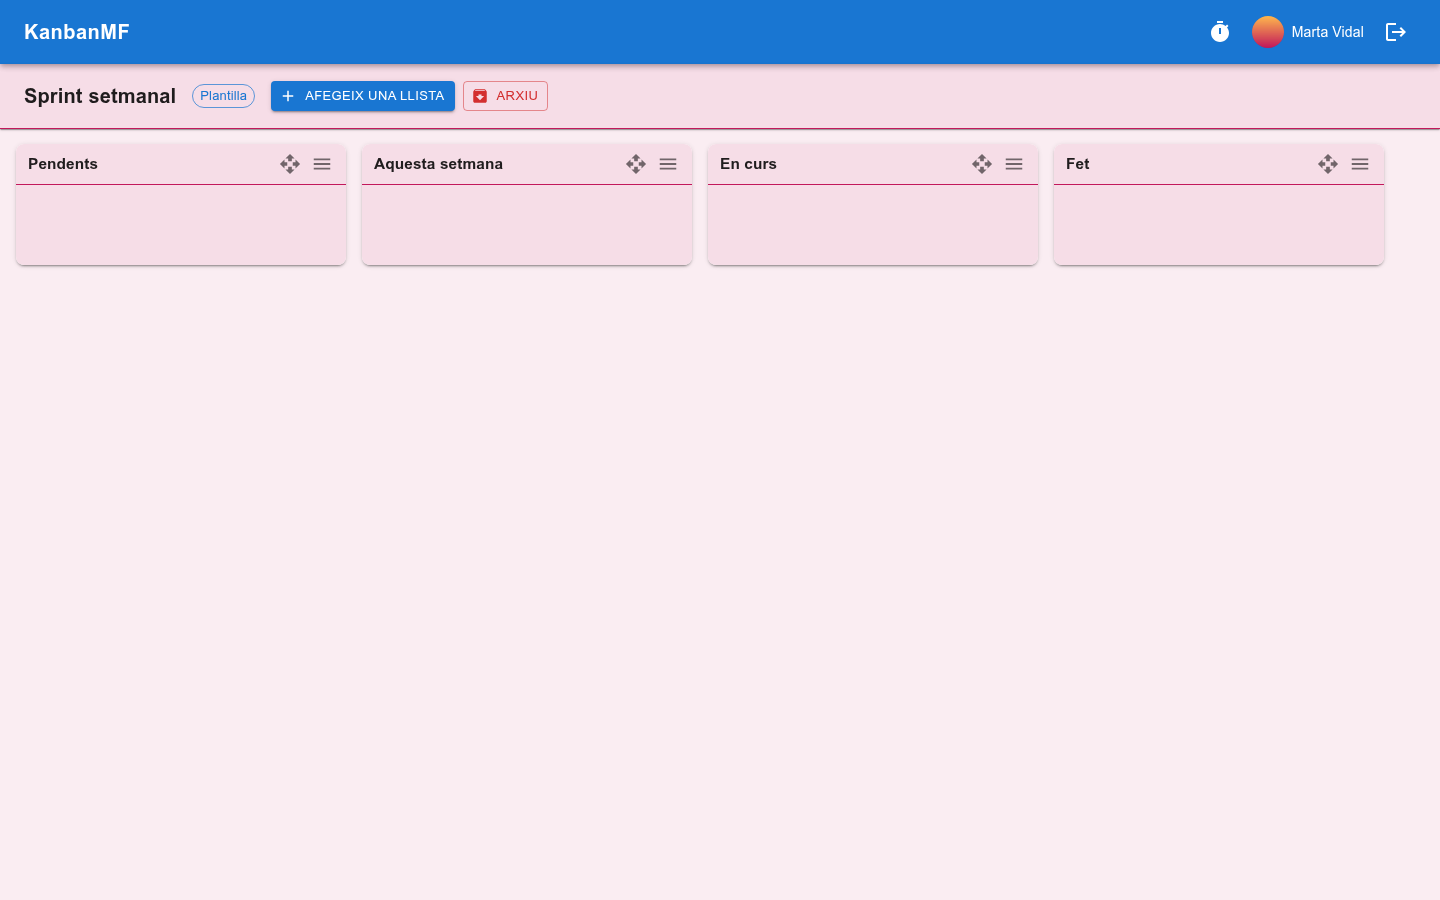 KanbanMF
Marta Vidal
Sprint setmanal
Plantilla
AFEGEIX UNA LLISTA
ARXIU
Pendents
Aquesta setmana
En curs
Fet